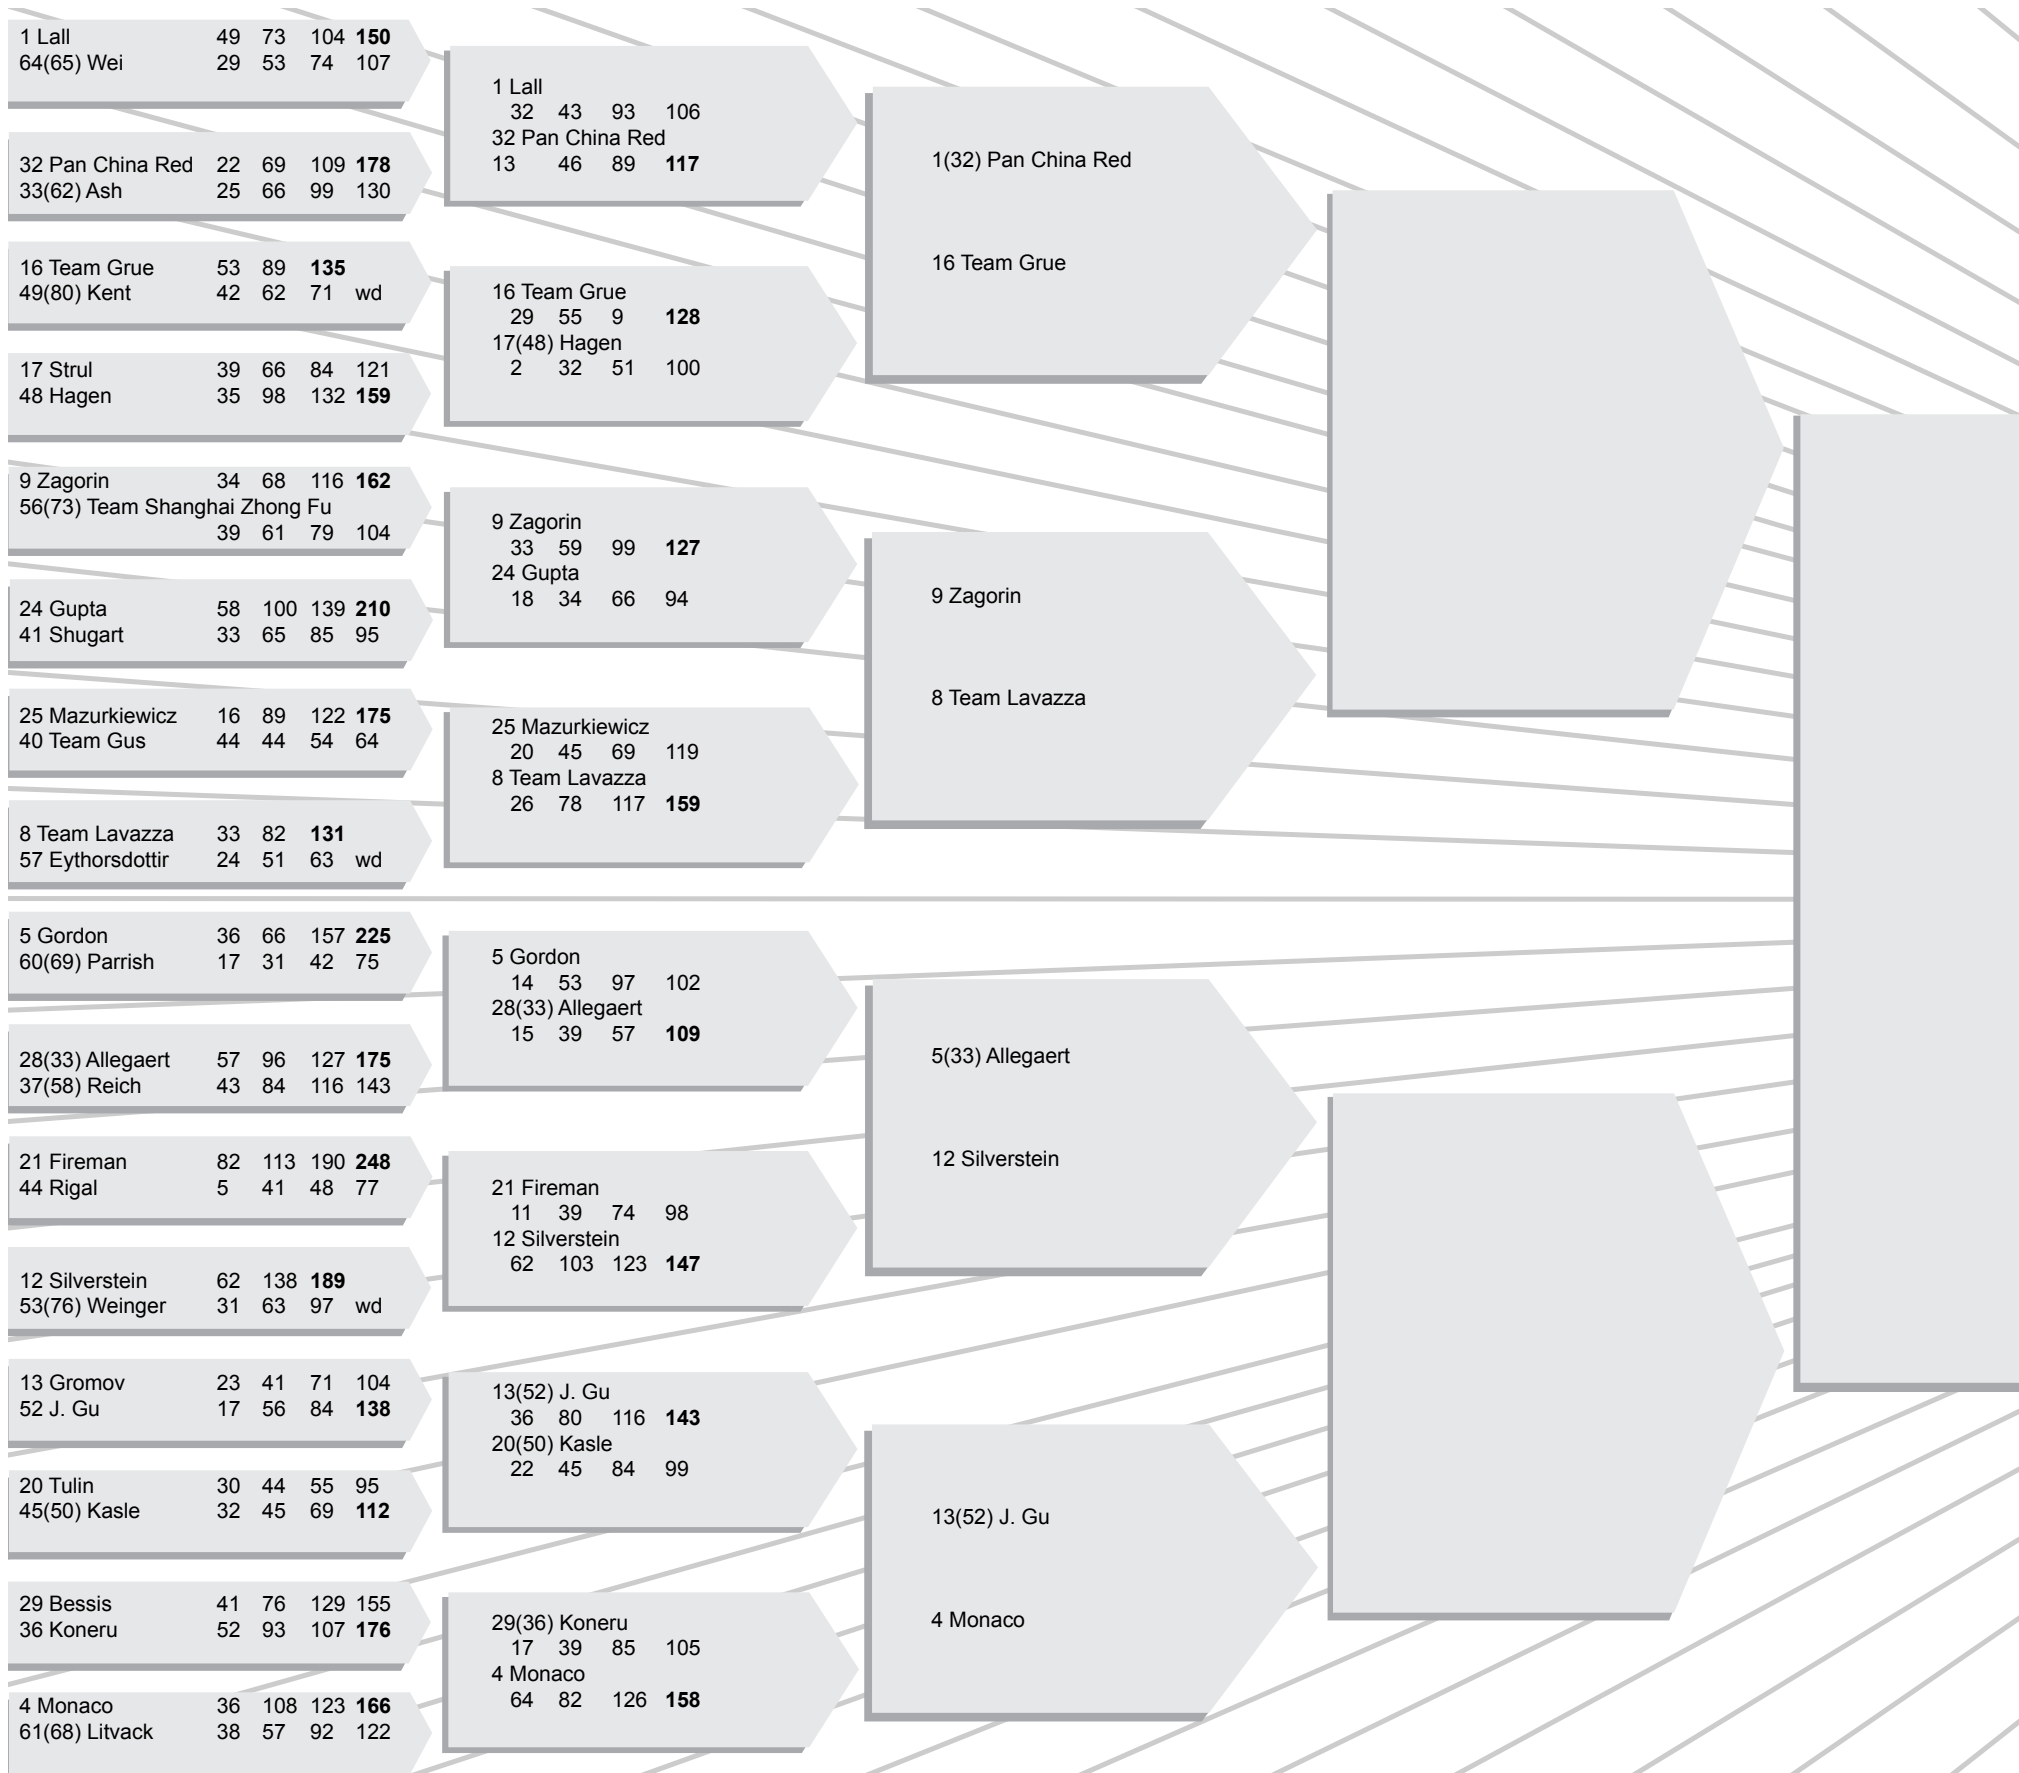 1 Lall 49 73 104 150
64(65) Wei 29 53 74 107
32 Pan China Red 22 69 109 178
33(62) Ash 25 66 99 130
16 Team Grue 53 89 135
49(80) Kent 42 62 71 wd
17 Strul 39 66 84 121
48 Hagen 35 98 132 159
9 Zagorin 34 68 116 162
56(73) Team Shanghai Zhong Fu
39 61 79 104
24 Gupta 58 100 139 210
41 Shugart 33 65 85 95
25 Mazurkiewicz 16 89 122 175
40 Team Gus 44 44 54 64
8 Team Lavazza 33 82 131
57 Eythorsdottir 24 51 63 wd
5 Gordon 36 66 157 225
60(69) Parrish 17 31 42 75
28(33) Allegaert 57 96 127 175
37(58) Reich 43 84 116 143
21 Fireman 82 113 190 248
44 Rigal 5 41 48 77
12 Silverstein 62 138 189
53(76) Weinger 31 63 97 wd
13 Gromov 23 41 71 104
52 J. Gu 17 56 84 138
20 Tulin 30 44 55 95
45(50) Kasle 32 45 69 112
29 Bessis 41 76 129 155
36 Koneru 52 93 107 176
4 Monaco 36 108 123 166
61(68) Litvack 38 57 92 122
1 Lall
32 43 93 106
32 Pan China Red
13 46 89 117
16 Team Grue
29 55 9 128
17(48) Hagen
2 32 51 100
9 Zagorin
33 59 99 127
24 Gupta
18 34 66 94
25 Mazurkiewicz
20 45 69 119
8 Team Lavazza
26 78 117 159
5 Gordon
14 53 97 102
28(33) Allegaert
15 39 57 109
21 Fireman
11 39 74 98
12 Silverstein
62 103 123 147
13(52) J. Gu
36 80 116 143
20(50) Kasle
22 45 84 99
29(36) Koneru
17 39 85 105
4 Monaco
64 82 126 158
1(32) Pan China Red
16 Team Grue
9 Zagorin
8 Team Lavazza
5(33) Allegaert
12 Silverstein
13(52) J. Gu
4 Monaco